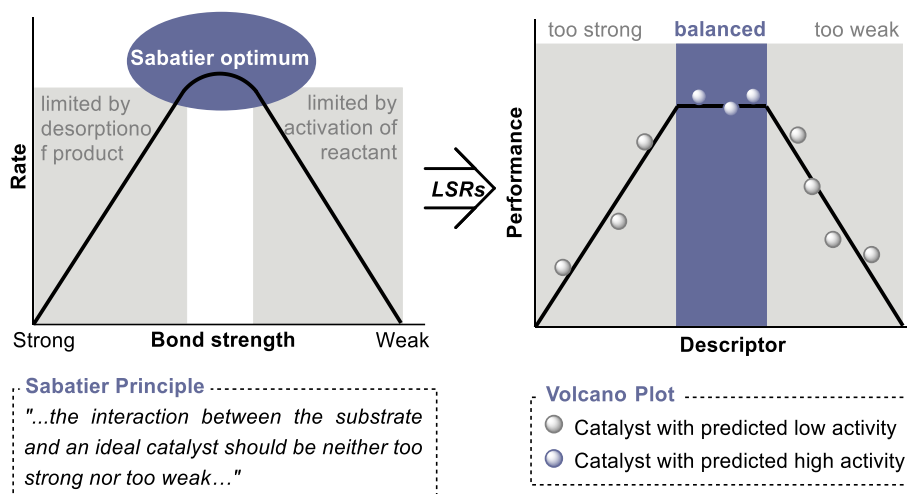 Sabatier optimum
limited by
desorptiono
f product
limited by
activation of
reactant
Rate
Strong
Bond strength
Weak
LSRs
too strong
balanced
too weak
Performance
Descriptor
Sabatier Principle
"...the interaction between the substrate
and an ideal catalyst should be neither too
strong nor too weak…"
Volcano Plot
Catalyst with predicted low activity
Catalyst with predicted high activity